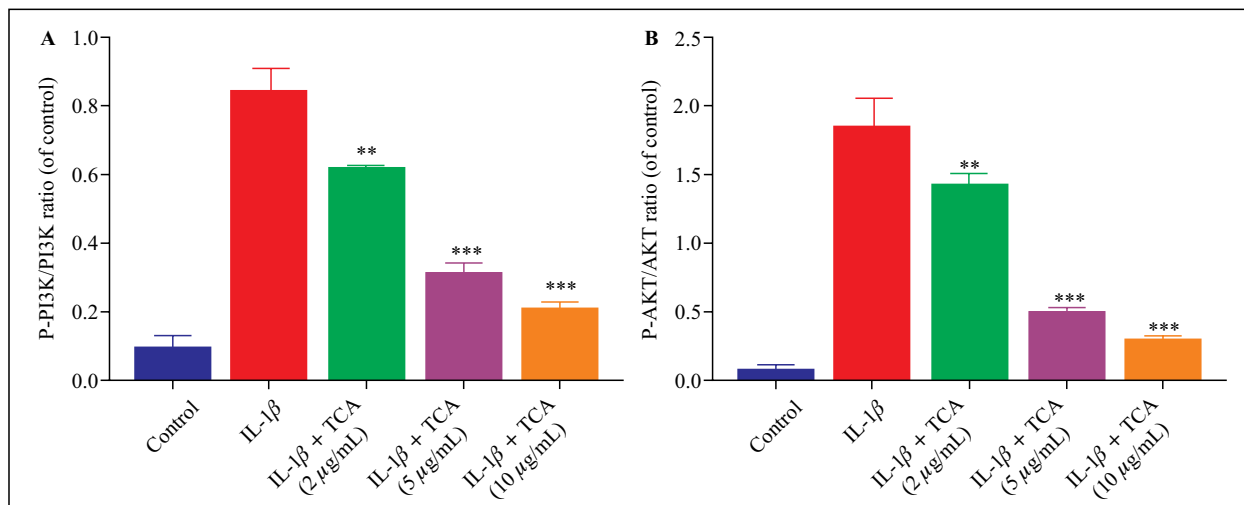 A
P-PI3K/PI3K ratio (of control)
1.0
0.8
0.6
0.4
0.2
0.0
**
***
***
Control
IL-1β
IL-1β + TCA
(2 μg/mL)
IL-1β + TCA
(5 μg/mL)
IL-1β + TCA
(10 μg/mL)
B
P-AKT/AKT ratio (of control)
2.5
2.0
1.5
1.0
0.5
0.0
**
***
***
Control
IL-1β
IL-1β + TCA
(2 μg/mL)
IL-1β + TCA
(5 μg/mL)
IL-1β + TCA
(10 μg/mL)